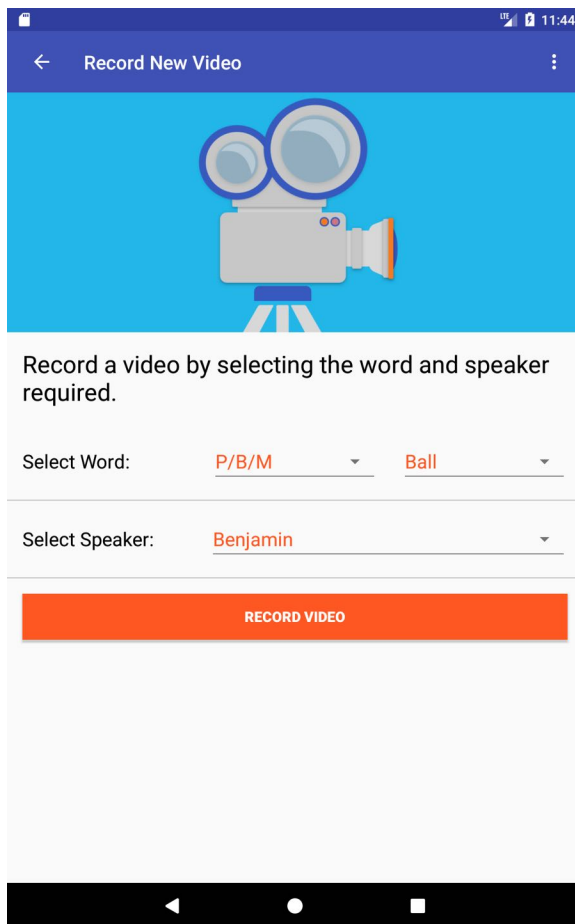 LTE 11:44
Record New Video
Record a video by selecting the word and speaker
required.
Select Word: P/B/M Ball
Select Speaker: Benjamin
RECORD VIDEO